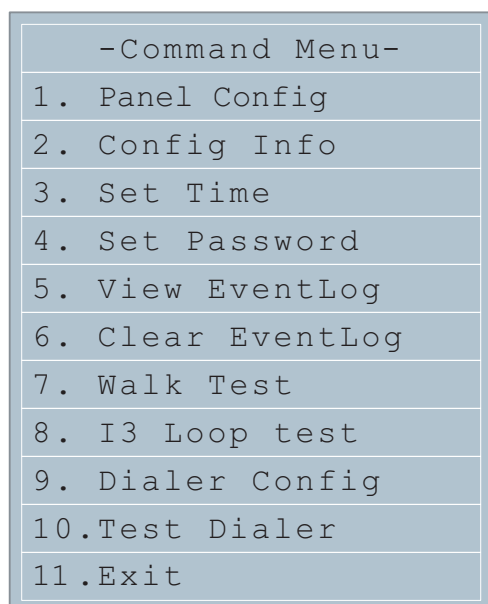 -Command Menu-
1. Panel Config
2. Config Info
3. Set Time
4. Set Password
5. View EventLog
6. Clear EventLog
7. Walk Test
8. I3 Loop test
9. Dialer Config
10.Test Dialer
11.Exit